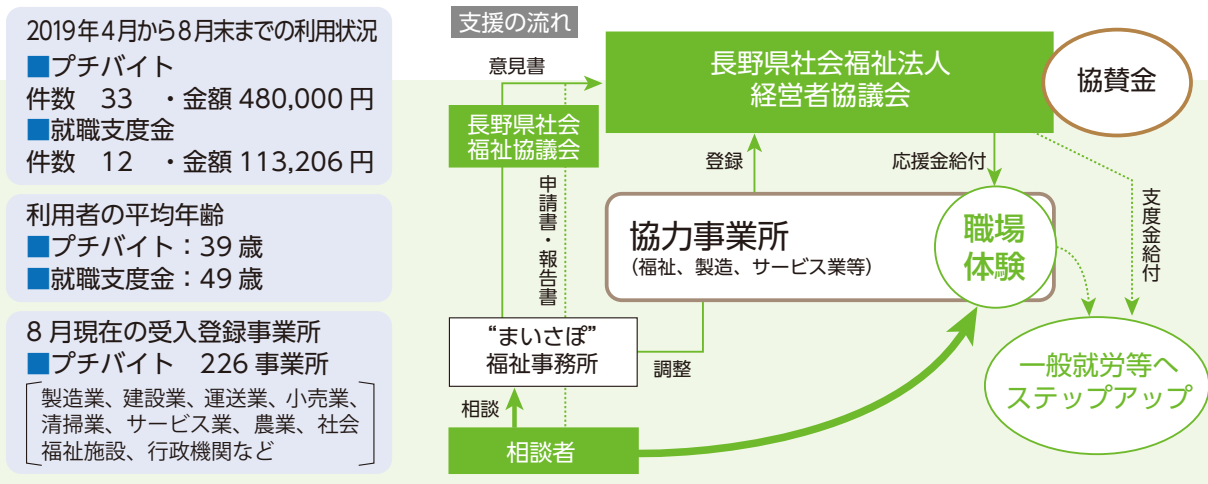 2019年4月から8月末までの利用状況
■プチバイト
件数 33 ・金額 480,000 円
■就職支度金
件数 12 ・金額 113,206 円
利用者の平均年齢
■プチバイト：39 歳
■就職支度金：49 歳
8 月現在の受入登録事業所
■プチバイト 226 事業所
製造業、建設業、運送業、小売業、
清掃業、サービス業、農業、社会
福祉施設、行政機関など
支援の流れ
意見書
長野県社会福祉法人
経営者協議会
協賛金
長野県社会
福祉協議会
登録
応援金給付
申請書・報告書
支度金給付
協力事業所
（福祉、製造、サービス業等）
職場
体験
“まいさぽ”
福祉事務所
調整
一般就労等へ
ステップアップ
相談
相談者